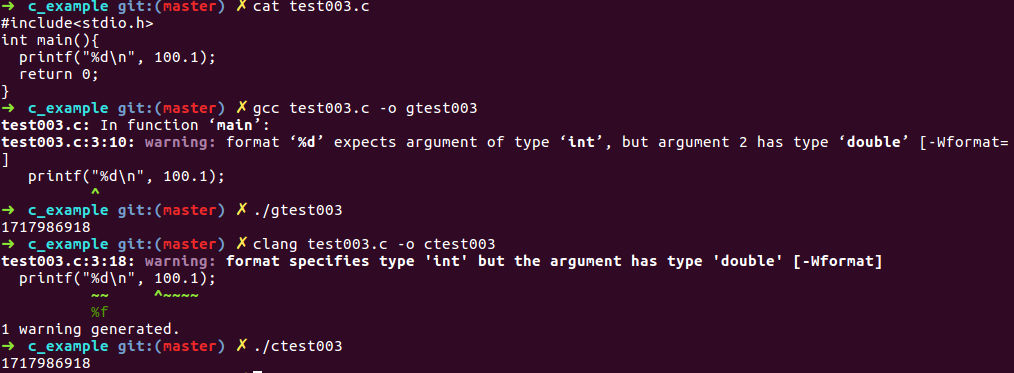 ➜  c_example git:(master) ✗ cat test003.c
#include<stdio.h>
int main(){
  printf("%d\n", 100.1);
  return 0;
}
➜  c_example git:(master) ✗ gcc test003.c -o gtest003
test003.c: In function ‘main’:
test003.c:3:10: warning: format ‘%d’ expects argument of type ‘int’, but argument 2 has type ‘double’ [-Wformat=
]
   printf("%d\n", 100.1);
          ^
➜  c_example git:(master) ✗ ./gtest003
1717986918
➜  c_example git:(master) ✗ clang test003.c -o ctest003
test003.c:3:18: warning: format specifies type 'int' but the argument has type 'double' [-Wformat]
  printf("%d\n", 100.1);
          ~~     ^~~~~
          %f
1 warning generated.
➜  c_example git:(master) ✗ ./ctest003
1717986918